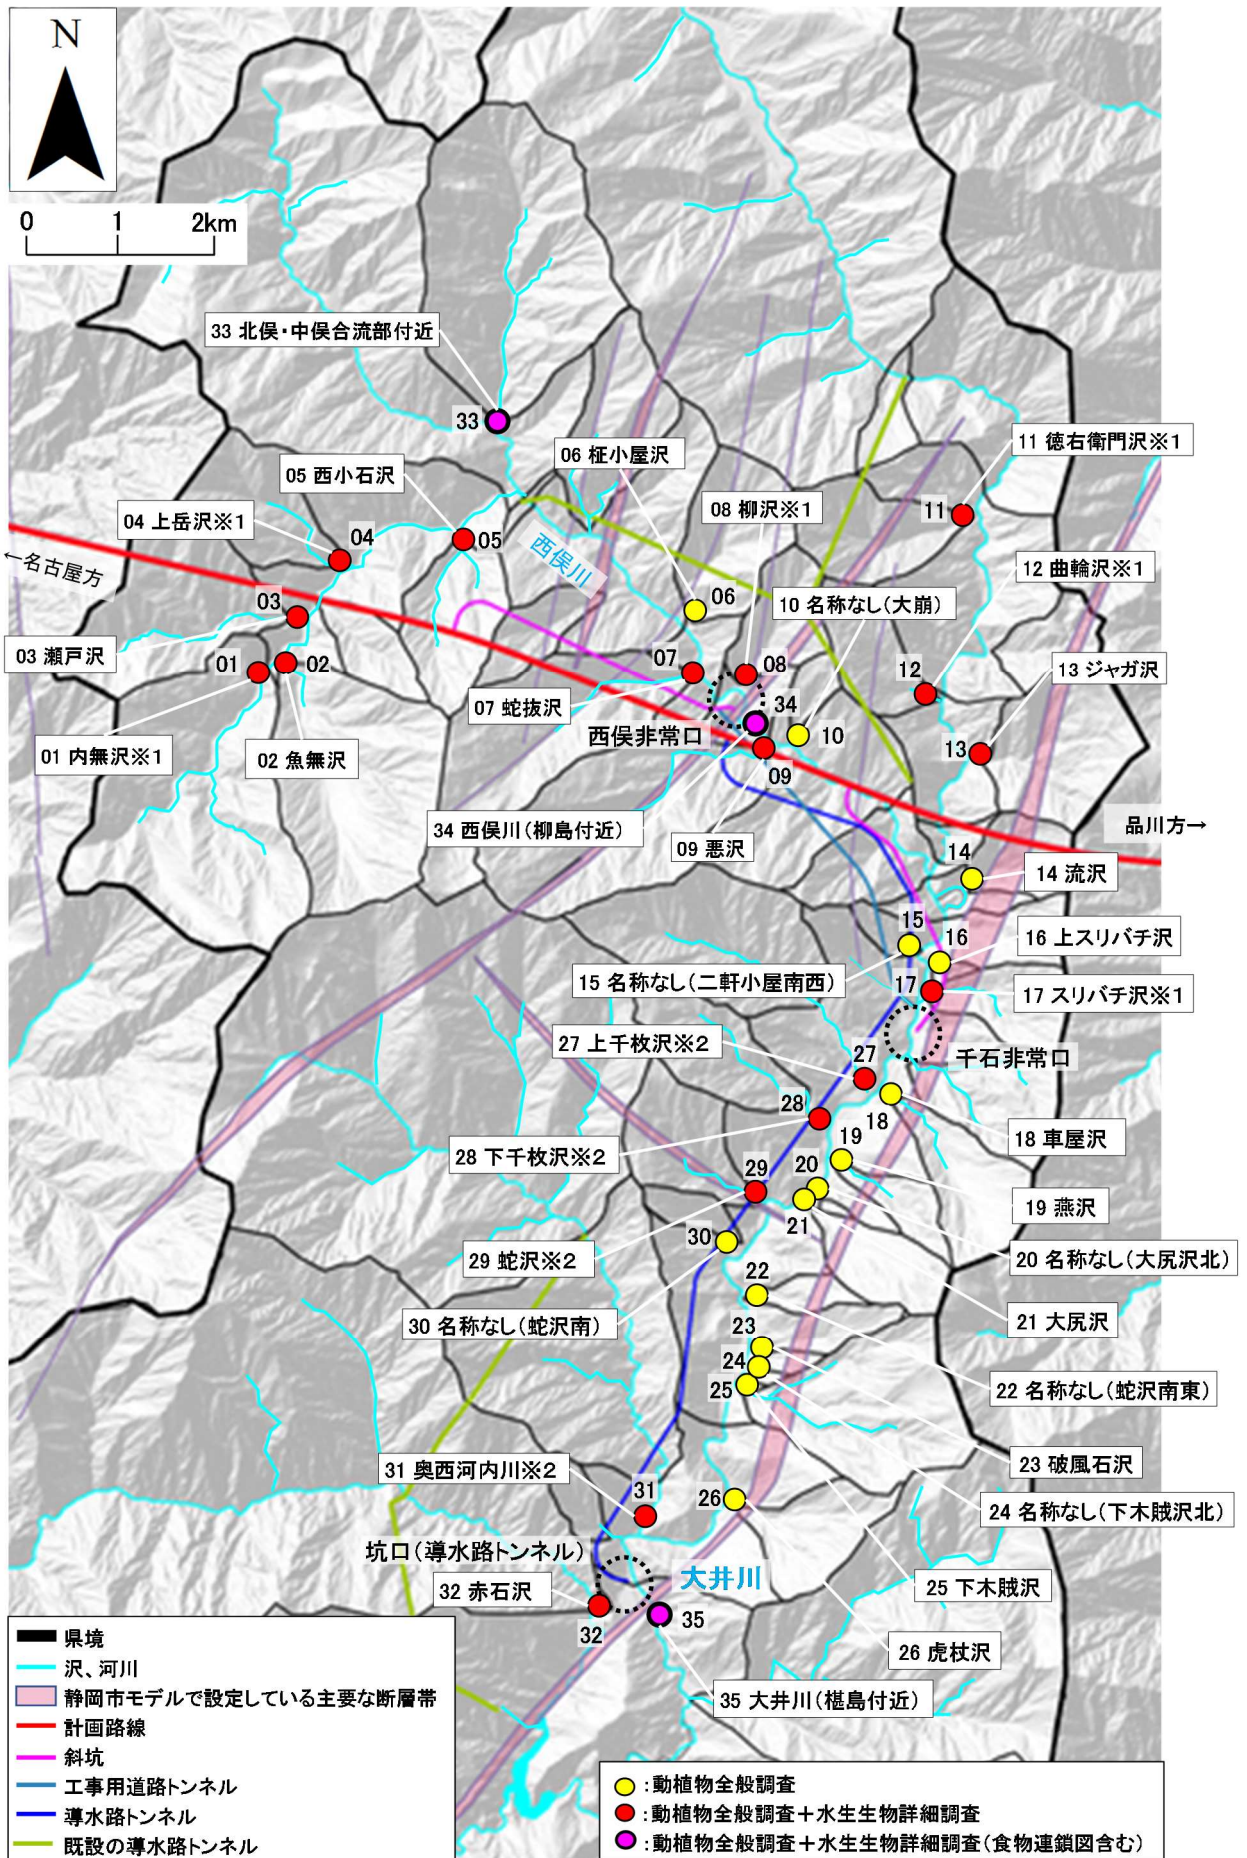 N
0 1 2km
33 北俣・中俣合流部付近
33
06 柾小屋沢
11 徳右衛門沢※1
05 西小石沢
08 柳沢※1
11
04 上岳沢※1
04
05
西俣川
12 曲輪沢※1
←名古屋方
03
06
10 名称なし(大崩)
03 瀬戸沢
01
02
07
08
12
13 ジャガ沢
07 蛇抜沢
34
西俣非常口
10
13
01 内無沢※1
02 魚無沢
09
34 西俣川(柳島付近)
品川方→
09 悪沢
14
14 流沢
15
16
16 上スリバチ沢
15 名称なし(二軒小屋南西)
17
17 スリバチ沢※1
27 上千枚沢※2
27
千石非常口
28
18
18 車屋沢
28 下千枚沢※2
19
29
20
19 燕沢
21
30
29 蛇沢※2
20 名称なし(大尻沢北)
22
30 名称なし(蛇沢南)
21 大尻沢
23
24
25
22 名称なし(蛇沢南東)
31 奥西河内川※2
23 破風石沢
31
26
24 名称なし(下木賊沢北)
坑口(導水路トンネル)
大井川
25 下木賊沢
32 赤石沢
32
35
26 虎杖沢
35 大井川(椹島付近)
県境
沢、河川
静岡市モデルで設定している主要な断層帯
計画路線
斜坑
工事用道路トンネル
導水路トンネル
既設の導水路トンネル
:動植物全般調査
:動植物全般調査+水生生物詳細調査
:動植物全般調査+水生生物詳細調査(食物連鎖図含む)